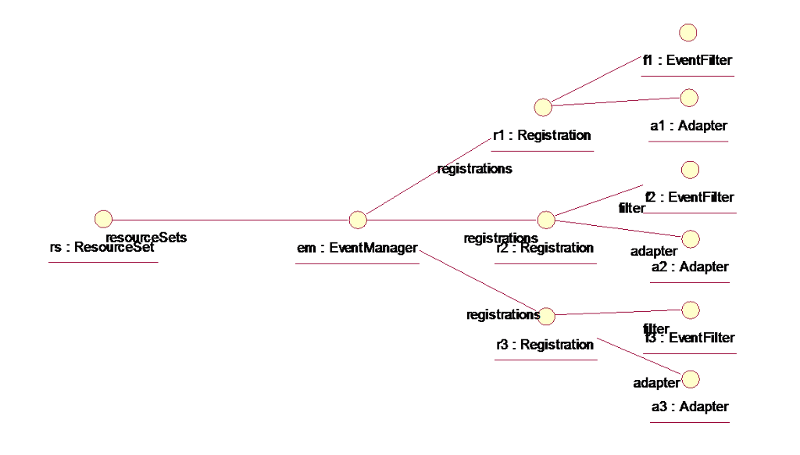 f1 : EventFilter
a1 : Adapter
r1 : Registration
registrations
f2 : EventFilter
filter
registrations
r2 : Registration
adapter
a2 : Adapter
resourceSets
rs : ResourceSet
em : EventManager
registrations
r3 : Registration
filter
f3 : EventFilter
adapter
a3 : Adapter